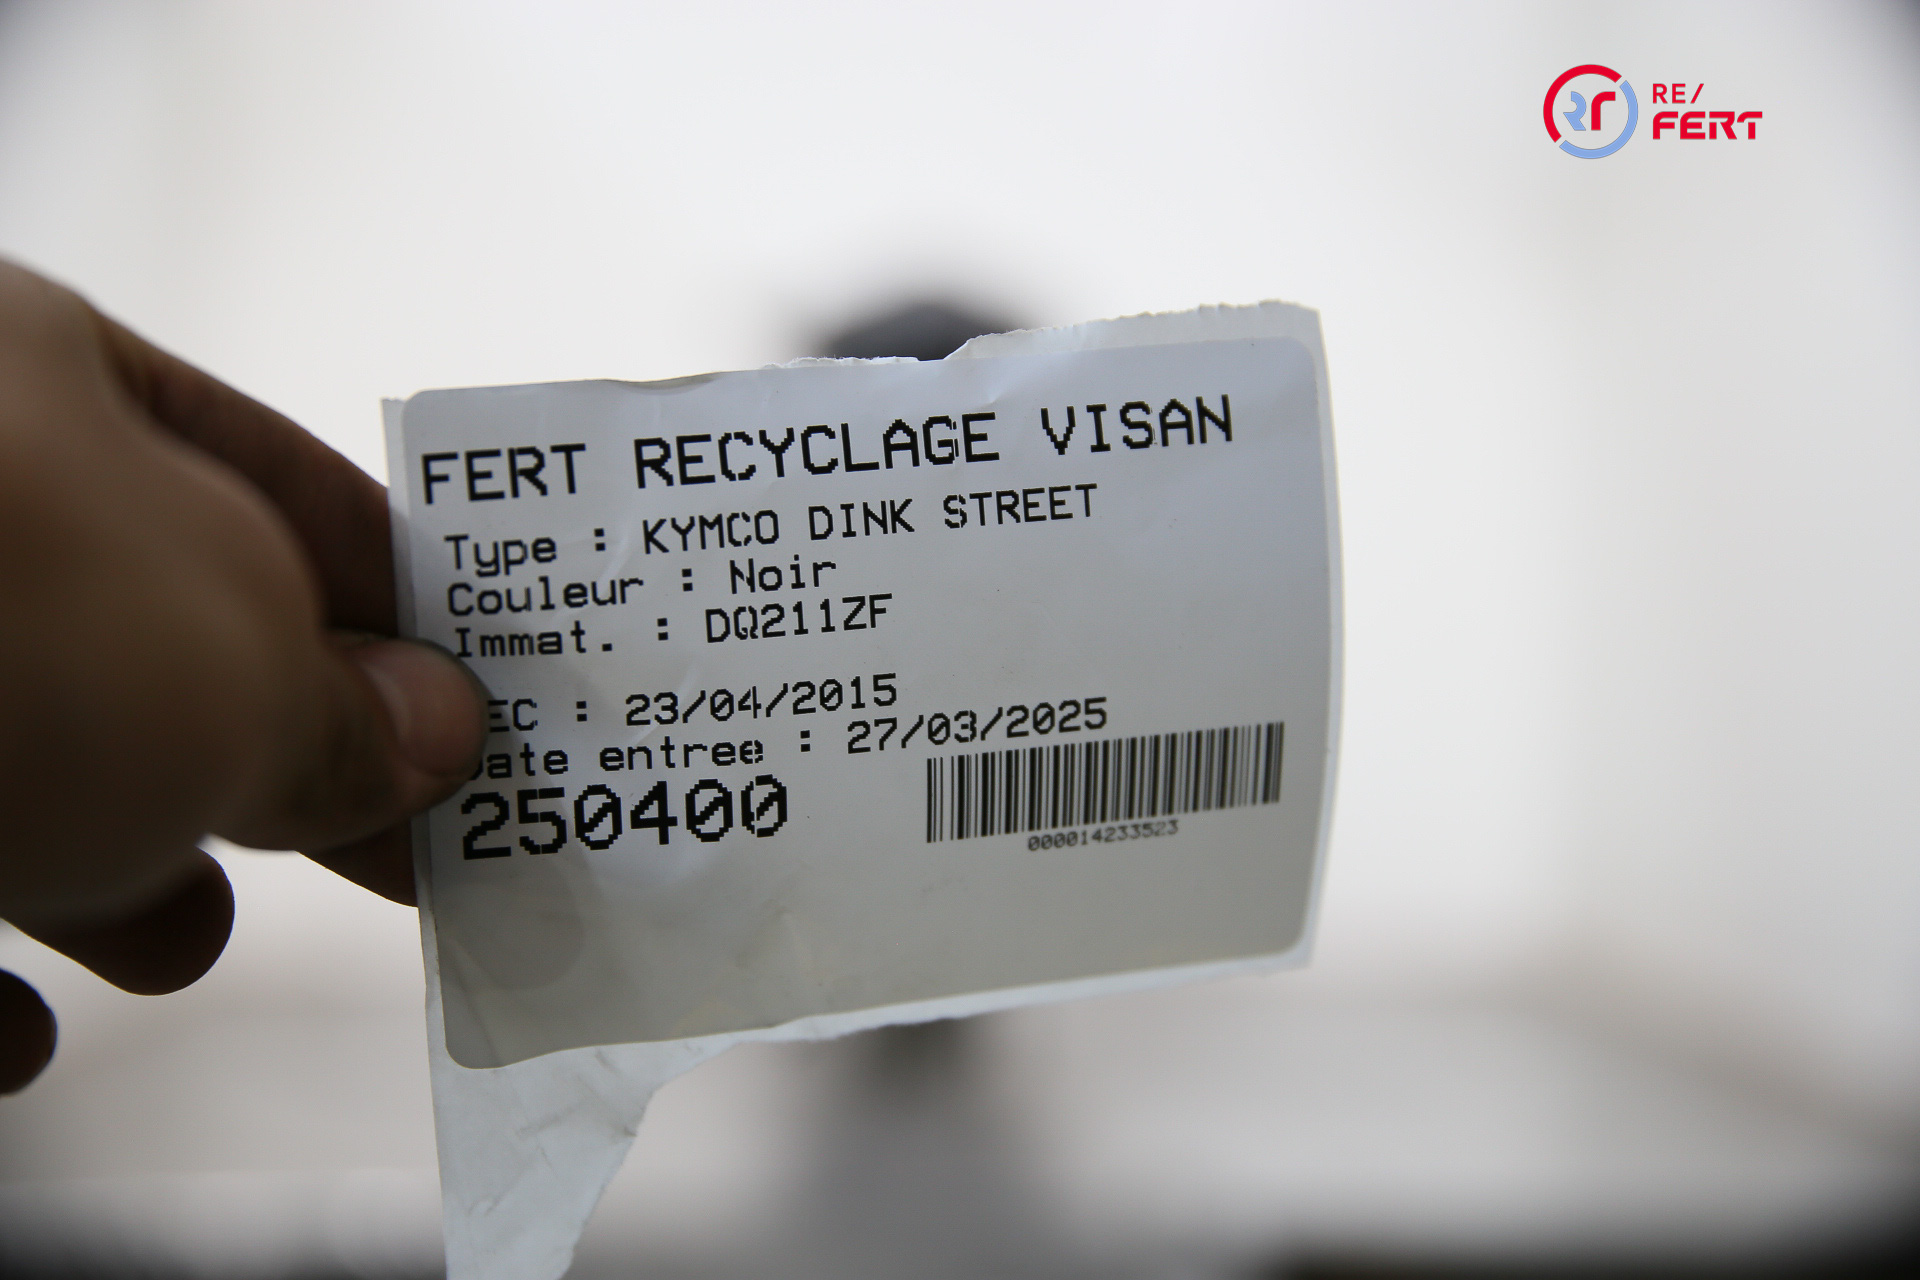 RE/
FERT
FERT RECYCLAGE VISAN
Type : KYMCO DINK STREET
Couleur : Noir
Immat. : DQ211ZF
EC : 23/04/2015
ate entree : 27/03/2025
250400
000014233523